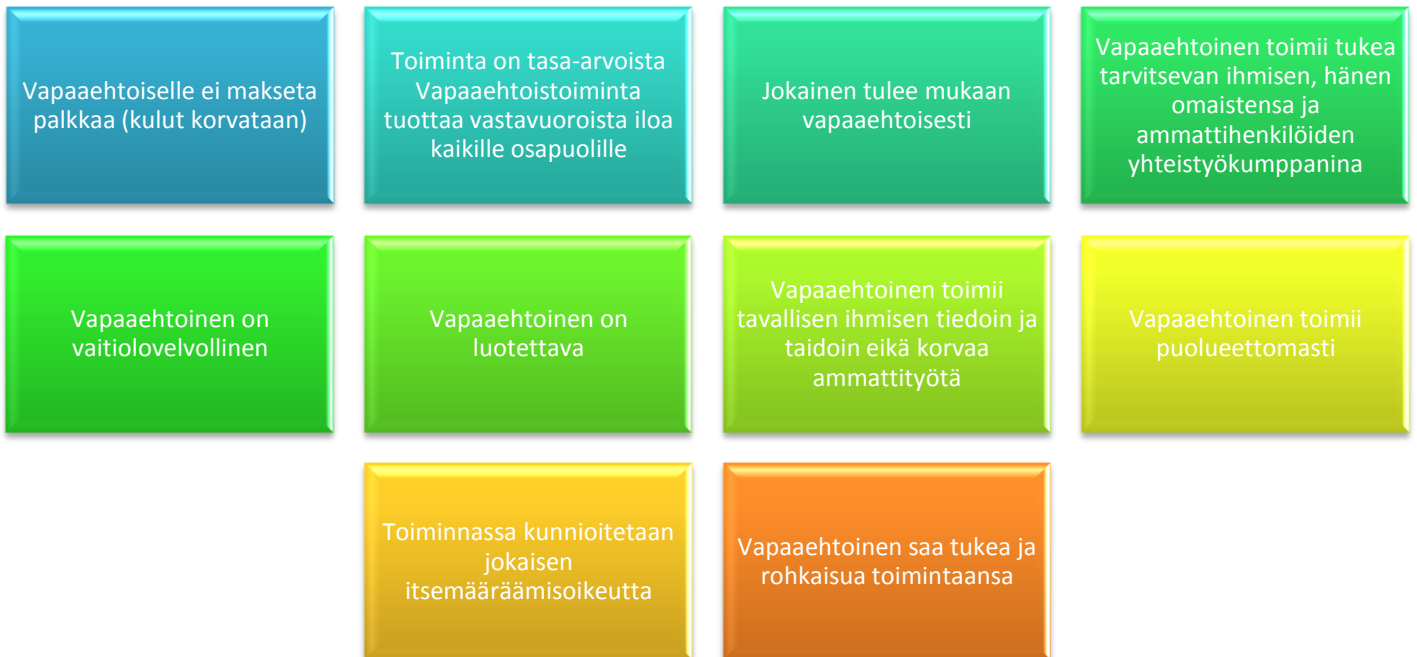 Vapaaehtoiselle ei makseta
palkkaa (kulut korvataan)
Toiminta on tasa-arvoista
Vapaaehtoistoiminta
tuottaa vastavuoroista iloa
kaikille osapuolille
Jokainen tulee mukaan
vapaaehtoisesti
Vapaaehtoinen toimii tukea
tarvitsevan ihmisen, hänen
omaistensa ja
ammattihenkilöiden
yhteistyökumppanina
Vapaaehtoinen on
vaitiolovelvollinen
Vapaaehtoinen on
luotettava
Vapaaehtoinen toimii
tavallisen ihmisen tiedoin ja
taidoin eikä korvaa
ammattityötä
Vapaaehtoinen toimii
puolueettomasti
Toiminnassa kunnioitetaan
jokaisen
itsemääräämisoikeutta
Vapaaehtoinen saa tukea ja
rohkaisua toimintaansa